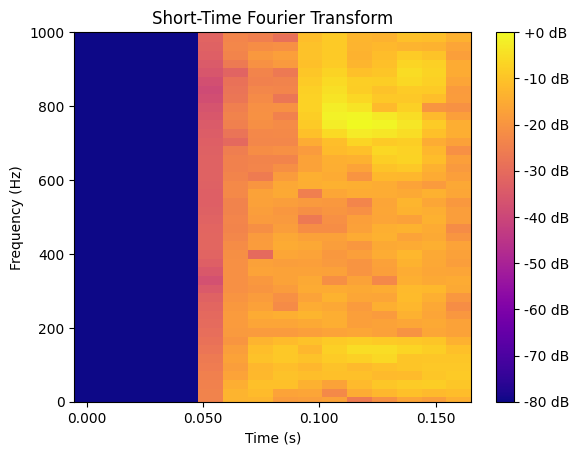 Short-Time Fourier Transform
1000
800
600
400
200
0
Frequency (Hz)
0.000
0.050
0.100
0.150
Time (s)
+0 dB
-10 dB
-20 dB
-30 dB
-40 dB
-50 dB
-60 dB
-70 dB
-80 dB